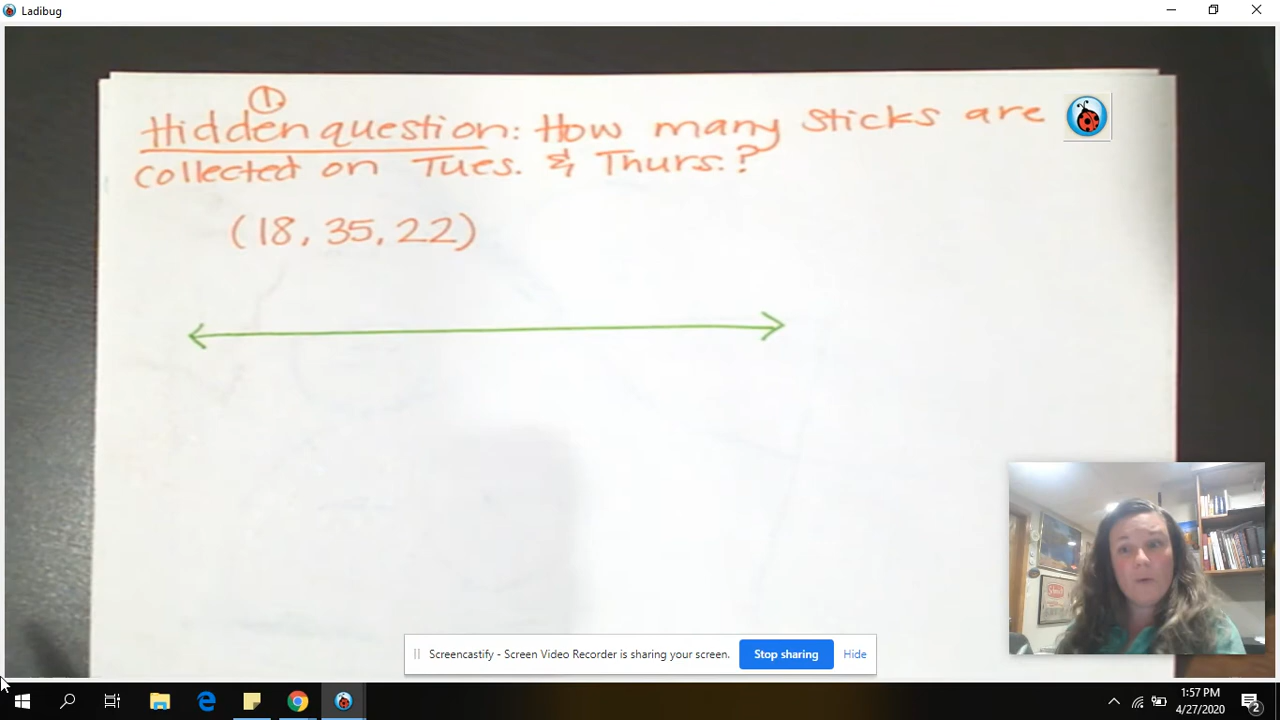 Ladibug
①
Hidden question: How many sticks are
collected on Tues. & Thurs.?
(18, 35, 22)
Screencastify - Screen Video Recorder is sharing your screen.
Stop sharing
Hide
1:57 PM
4/27/2020
2